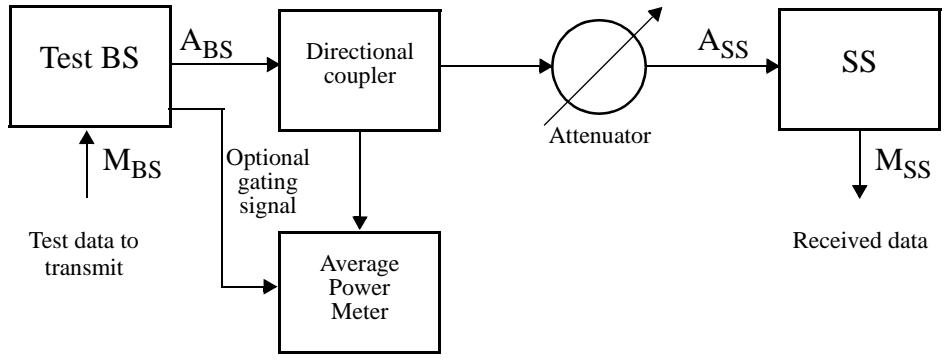 Test BS
A_BS
Directional
coupler
A_SS
SS
Attenuator
M_BS
Optional
gating
signal
M_SS
Test data to
transmit
Received data
Average
Power
Meter